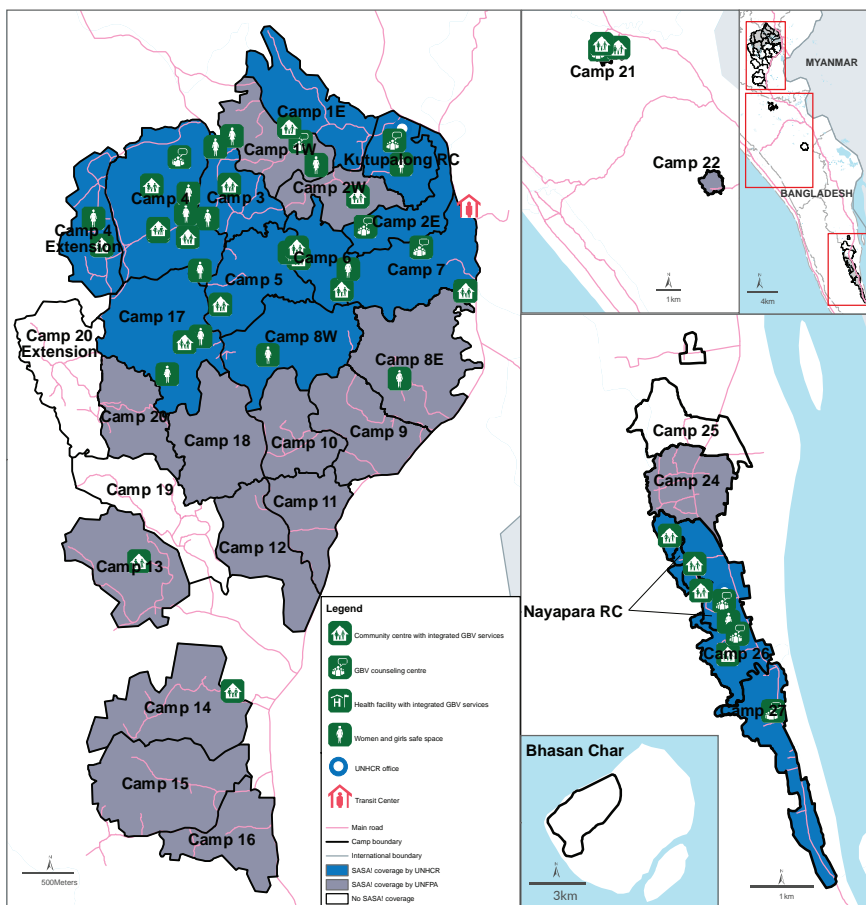 Camp 1E
Camp 1W
Kutupalong RC
Camp 2W
Camp 4
Camp 3
Camp 2E
Camp 4
Extension
Camp 6
Camp 7
Camp 5
Camp 17
Camp 20
Extension
Camp 8W
Camp 8E
Camp 20
Camp 18
Camp 10
Camp 9
Camp 19
Camp 11
Camp 12
Camp 13
Camp 14
Camp 15
Camp 16
N
500Meters
Legend
Community centre with integrated GBV services
GBV counseling centre
Health facility with integrated GBV services
Women and girls safe space
UNHCR office
Transit Center
Main road
Camp boundary
International boundary
SASA! coverage by UNHCR
SASA! coverage by UNFPA
No SASA! coverage
Camp 21
Camp 22
N
1km
MYANMAR
BANGLADESH
N
4km
Camp 25
Camp 24
Nayapara RC
Camp 26
Camp 27
N
1km
Bhasan Char
N
3km